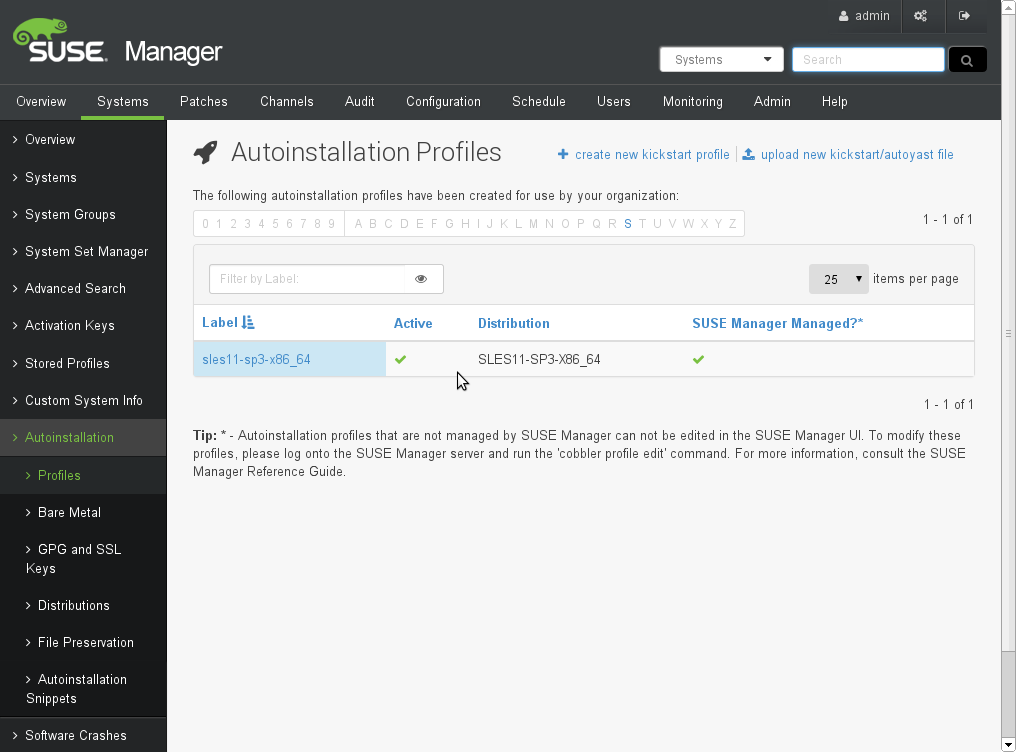 admin
SUSE Manager
Systems
Search
Overview Systems Patches Channels Audit Configuration Schedule Users Monitoring Admin Help
Overview
Systems
System Groups
System Set Manager
Advanced Search
Activation Keys
Stored Profiles
Custom System Info
Autoinstallation
Profiles
Bare Metal
GPG and SSL
Keys
Distributions
File Preservation
Autoinstallation
Snippets
Software Crashes
Autoinstallation Profiles
create new kickstart profile
upload new kickstart/autoyast file
The following autoinstallation profiles have been created for use by your organization:
0 1 2 3 4 5 6 7 8 9 A B C D E F G H I J K L M N O P Q R S T U V W X Y Z
1 - 1 of 1
Filter by Label:
25 items per page
Label Active Distribution SUSE Manager Managed?*
sles11-sp3-x86_64 SLES11-SP3-X86_64
1 - 1 of 1
Tip: * - Autoinstallation profiles that are not managed by SUSE Manager can not be edited in the SUSE Manager UI. To modify these
profiles, please log onto the SUSE Manager server and run the 'cobbler profile edit' command. For more information, consult the SUSE
Manager Reference Guide.